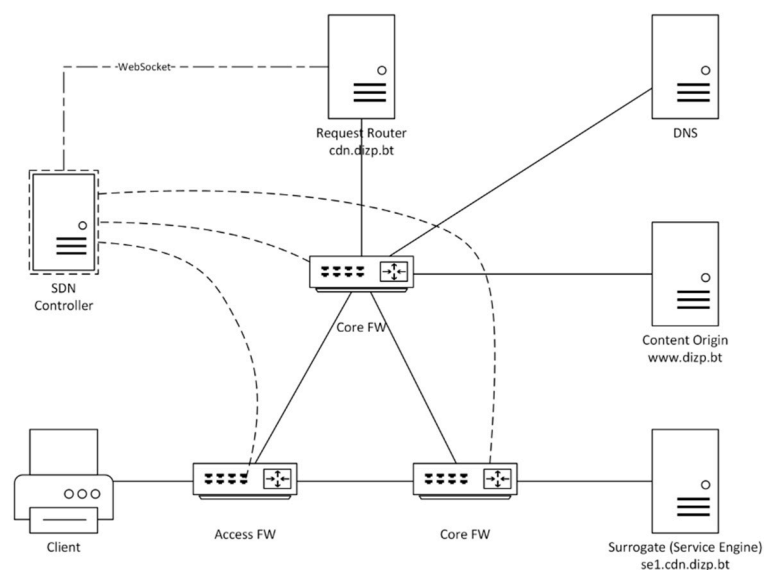 WebSocket
Request Router
cdn.dizp.bt
DNS
SDN
Controller
Core FW
Content Origin
www.dizp.bt
Client
Access FW
Core FW
Surrogate (Service Engine)
se1.cdn.dizp.bt